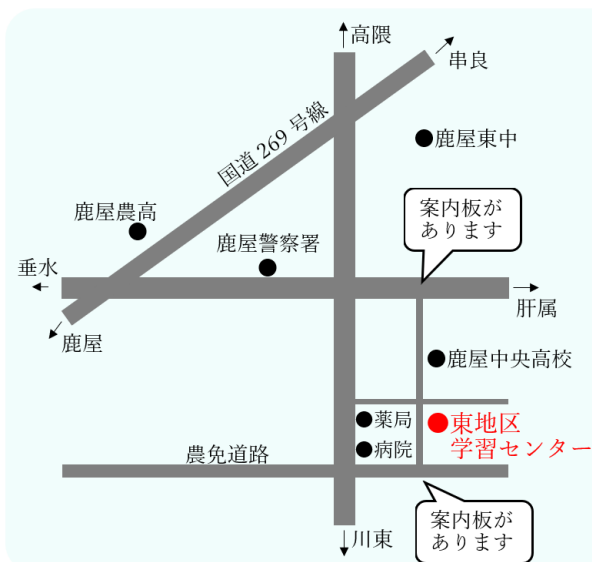 高隈
串良
国道 269 号線
鹿屋東中
鹿屋農高
案内板が
あります
鹿屋警察署
垂水
肝属
鹿屋
鹿屋中央高校
薬局
東地区
学習センター
病院
農免道路
案内板が
あります
川東